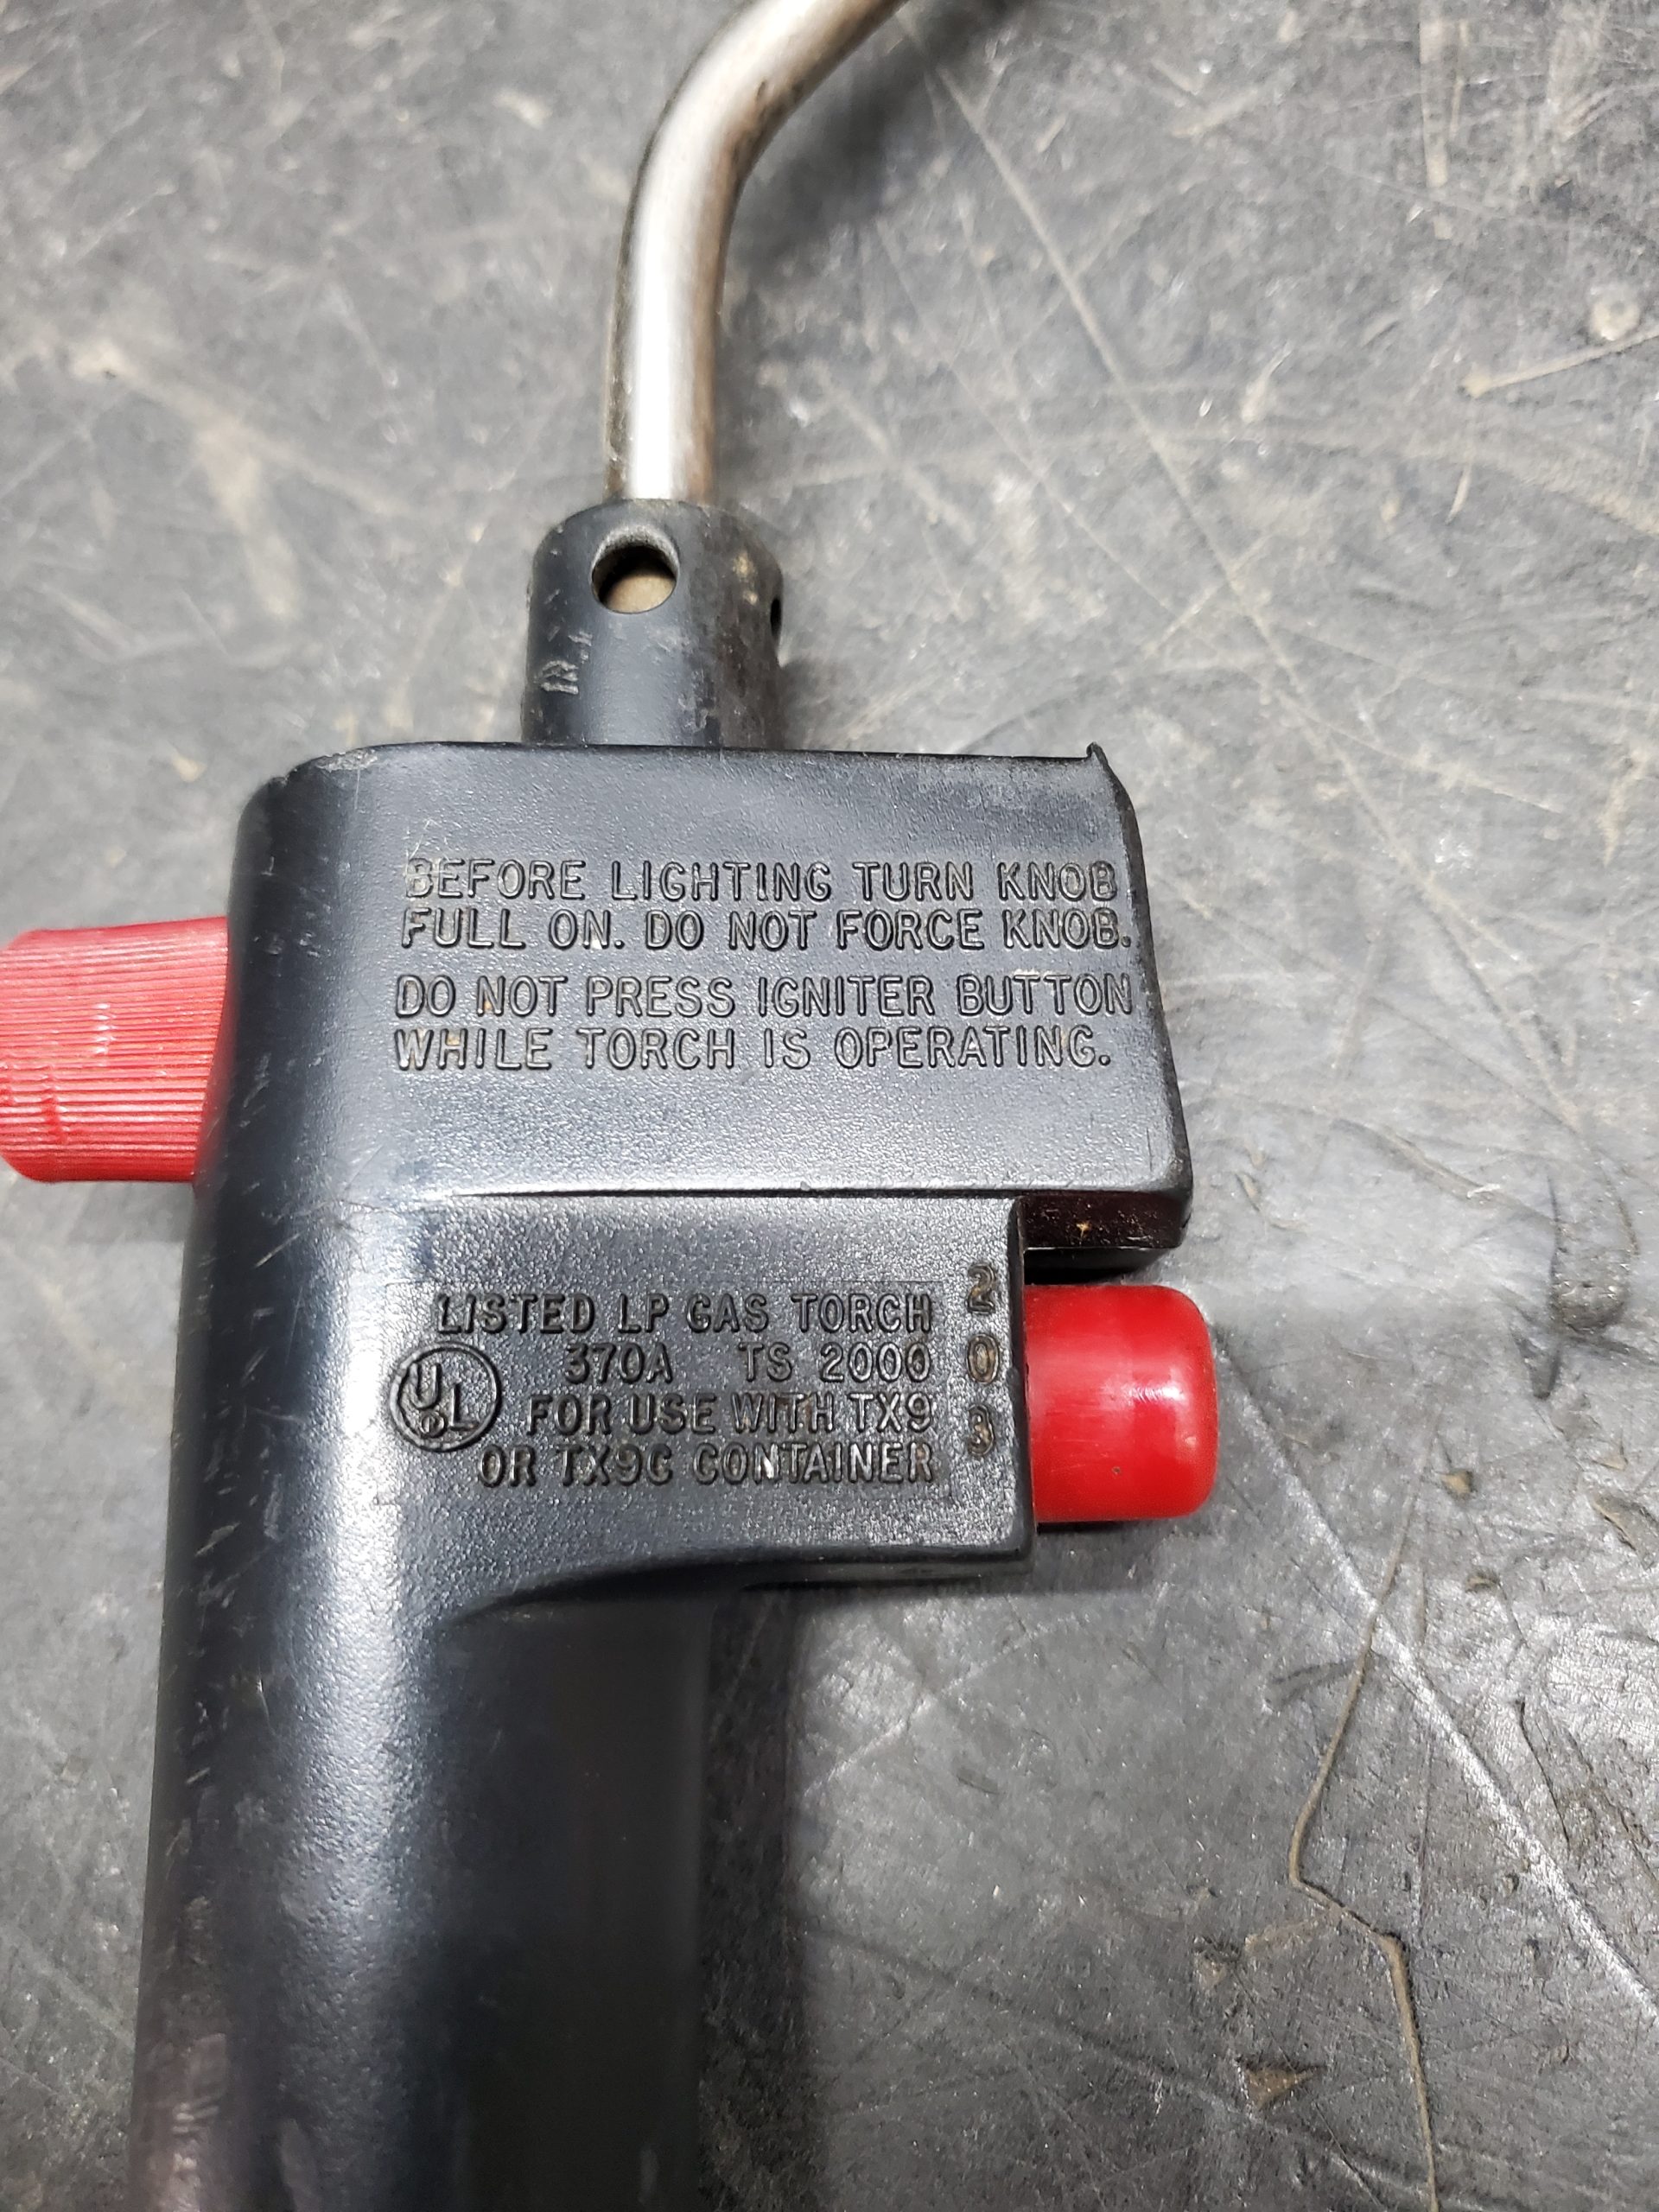 BEFORE LIGHTING TURN KNOB
FULL ON. DO NOT FORCE KNOB.
DO NOT PRESS IGNITER BUTTON
WHILE TORCH IS OPERATING.
LISTED LP GAS TORCH
370A TS 2000
UL
FOR USE WITH TX9
OR TX9C CONTAINER
2
0
3